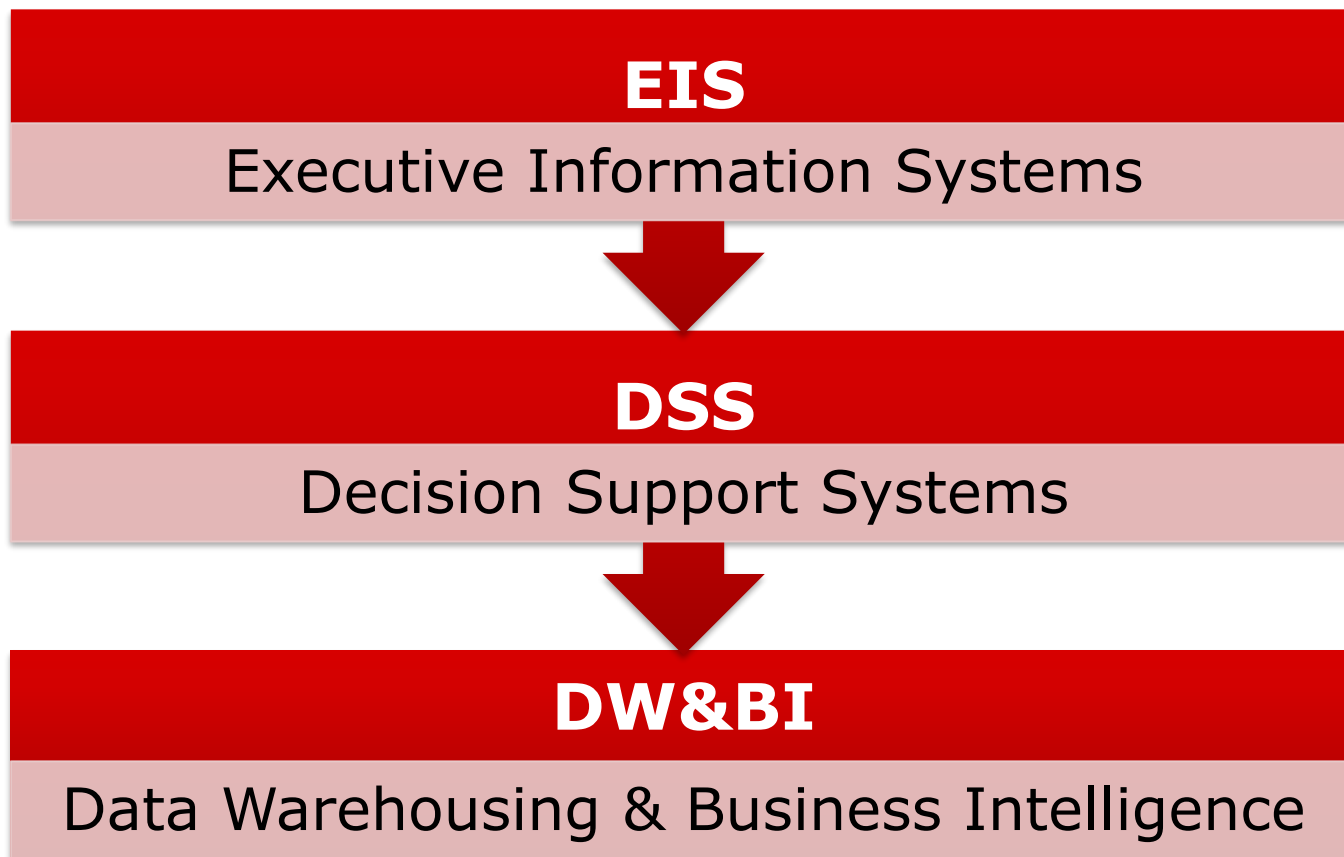 EIS
Executive Information Systems
DSS
Decision Support Systems
DW&BI
Data Warehousing & Business Intelligence